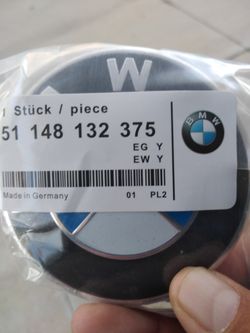 W
1 Stück / piece
51 148 132 375
EG Y
EW Y
BMW
Made in Germany
01 PL2